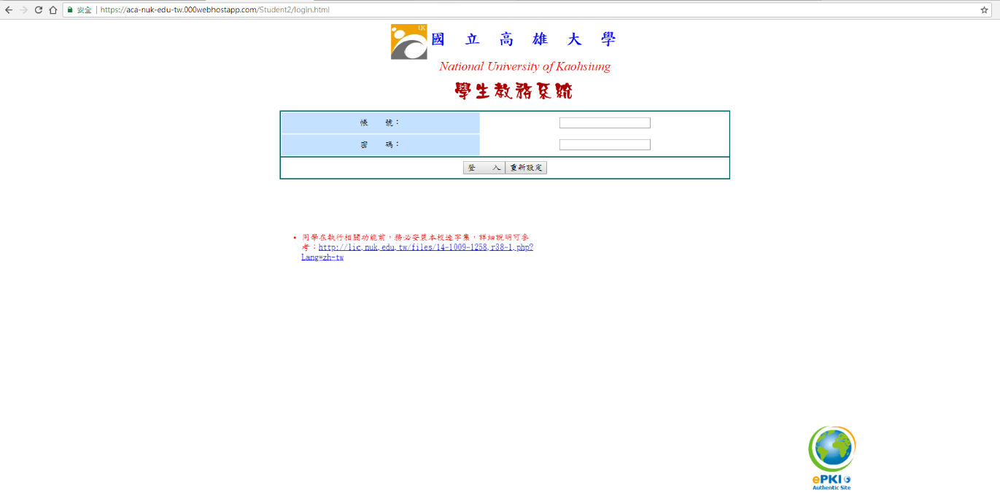 安全 | https://aca-nuk-edu-tw.000webhostapp.com/Student2/login.html
UK
國 立 高 雄 大 學
National University of Kaohsiung
學生教務系統
帳 號：
密 碼：
登 入 重新設定
• 同學在執行相關功能前，務必安裝本校造字集，詳細說明可參
考：http://lic.nuk.edu.tw/files/14-1009-1258,r38-1.php?
Lang=zh-tw
ePKI
Authentic Site